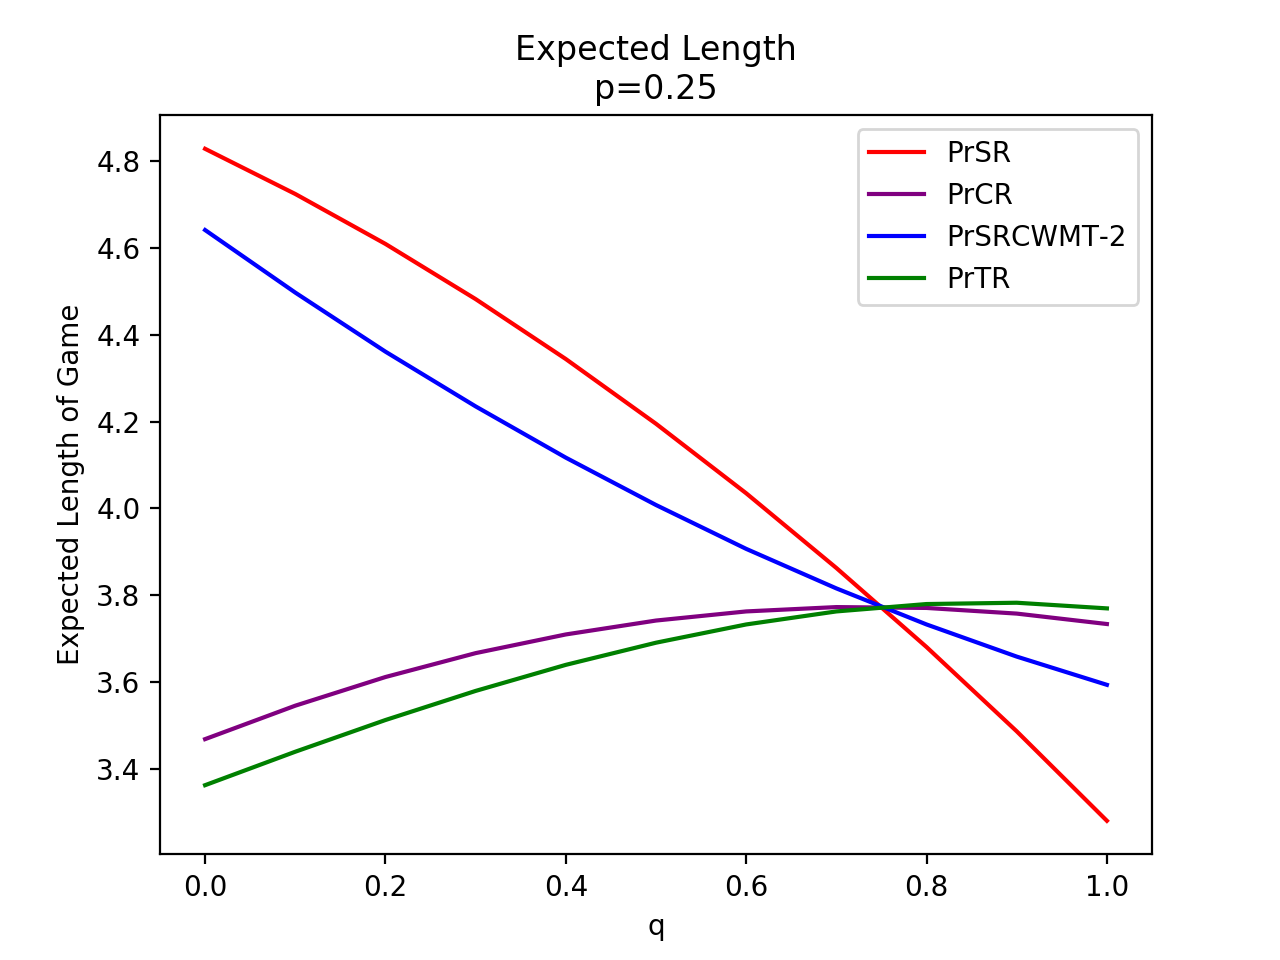 Expected Length
p=0.25
PrSR
PrCR
PrSRCWMT-2
PrTR
Expected Length of Game
4.8
4.6
4.4
4.2
4.0
3.8
3.6
3.4
0.0 0.2 0.4 0.6 0.8 1.0
q